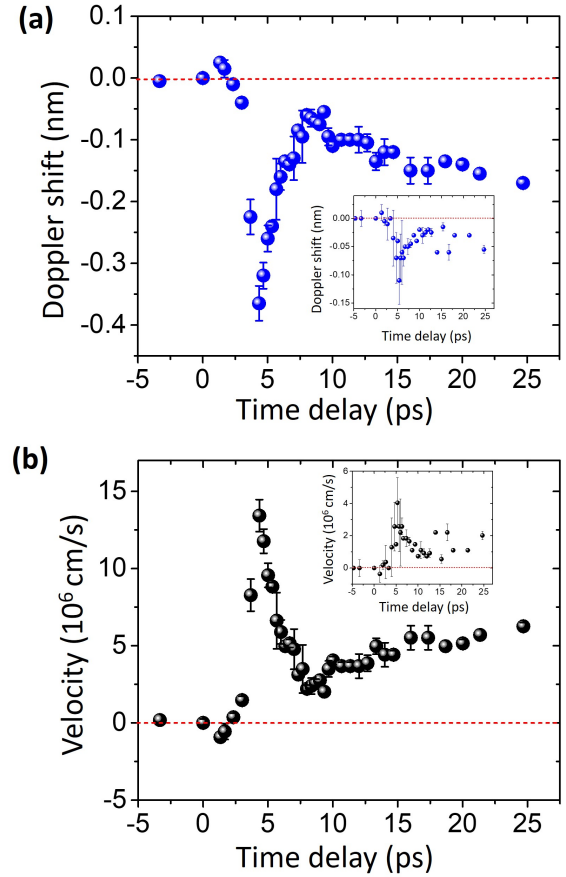 (a)
0.1
0.0
-0.1
-0.2
-0.3
-0.4
Doppler shift (nm)
-5 0 5 10 15 20 25
Time delay (ps)
0.00
-0.05
-0.10
-0.15
Doppler shift (nm)
-5 0 5 10 15 20 25
Time delay (ps)
(b)
15
10
5
0
-5
Velocity (10⁶ cm/s)
-5 0 5 10 15 20 25
Time delay (ps)
6
4
2
0
Velocity (10⁶ cm/s)
-5 0 5 10 15 20 25
Time delay (ps)